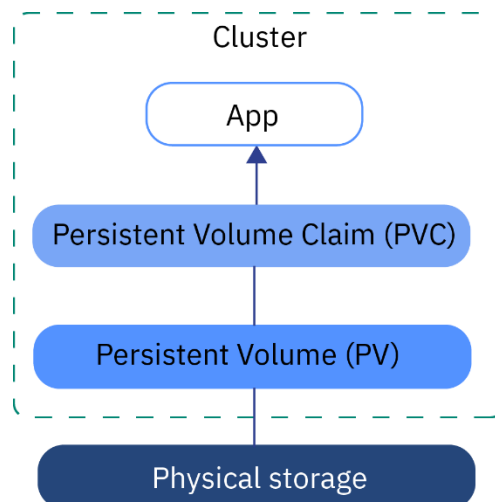 Cluster
App
Persistent Volume Claim (PVC)
Persistent Volume (PV)
Physical storage